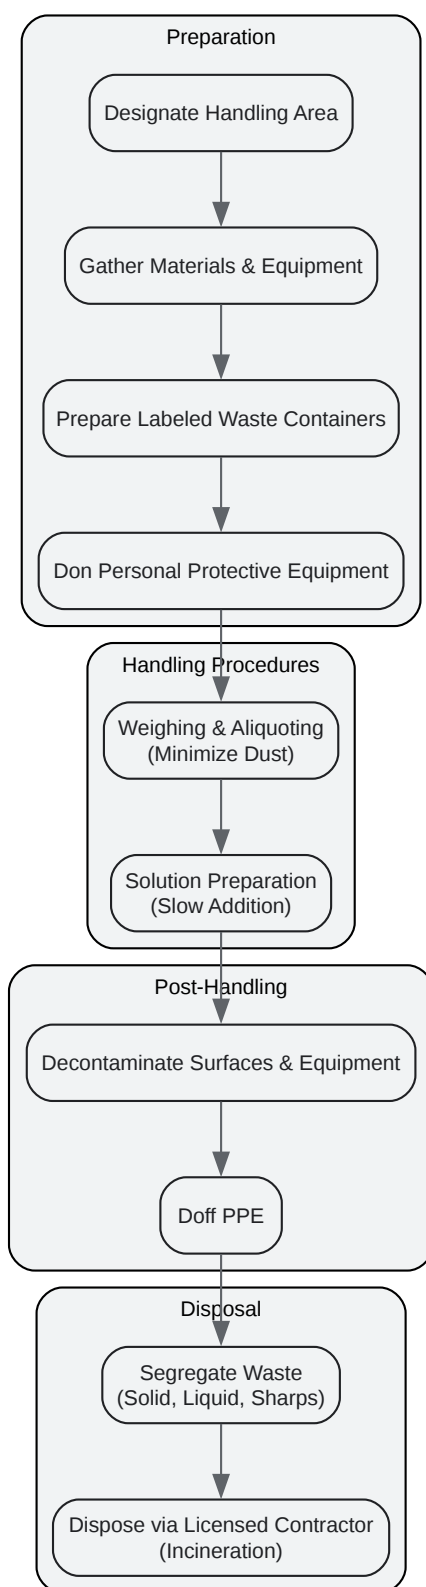 Preparation
Designate Handling Area
Gather Materials & Equipment
Prepare Labeled Waste Containers
Don Personal Protective Equipment
Handling Procedures
Weighing & Aliquoting
(Minimize Dust)
Solution Preparation
(Slow Addition)
Post-Handling
Decontaminate Surfaces & Equipment
Doff PPE
Disposal
Segregate Waste
(Solid, Liquid, Sharps)
Dispose via Licensed Contractor
(Incineration)